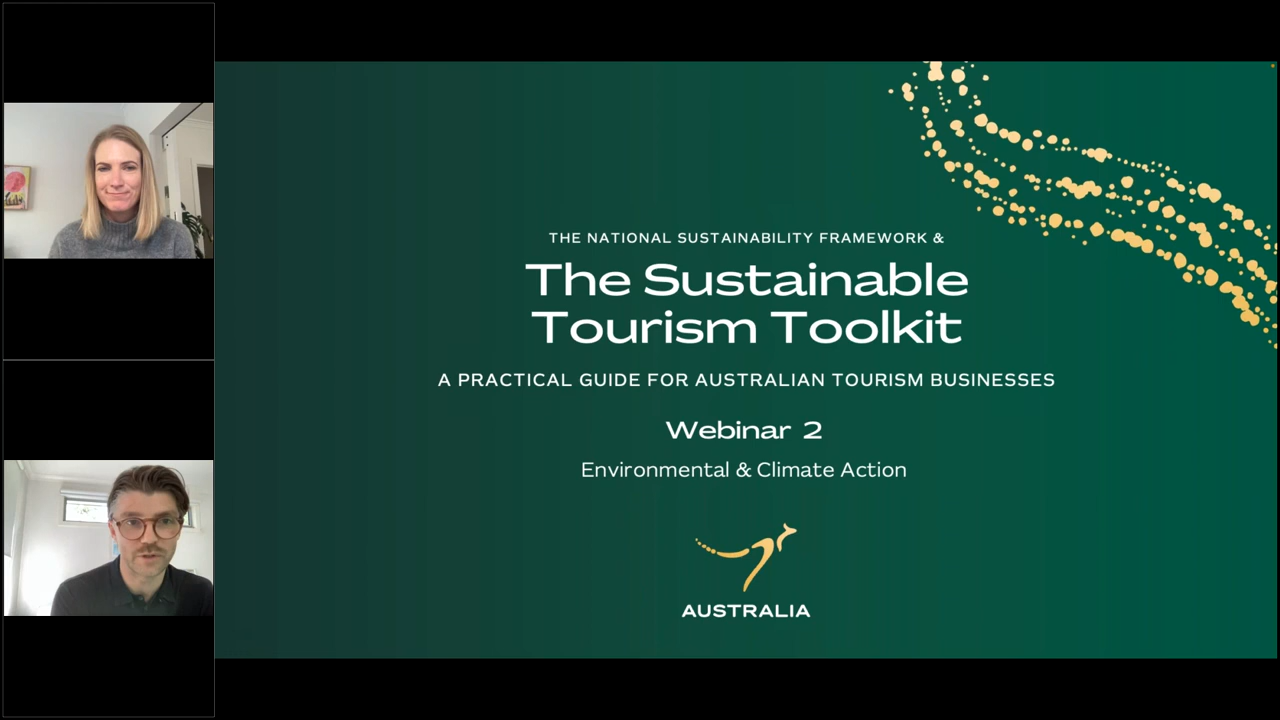 THE NATIONAL SUSTAINABILITY FRAMEWORK &
The Sustainable
Tourism Toolkit
A PRACTICAL GUIDE FOR AUSTRALIAN TOURISM BUSINESSES
Webinar 2
Environmental & Climate Action
AUSTRALIA